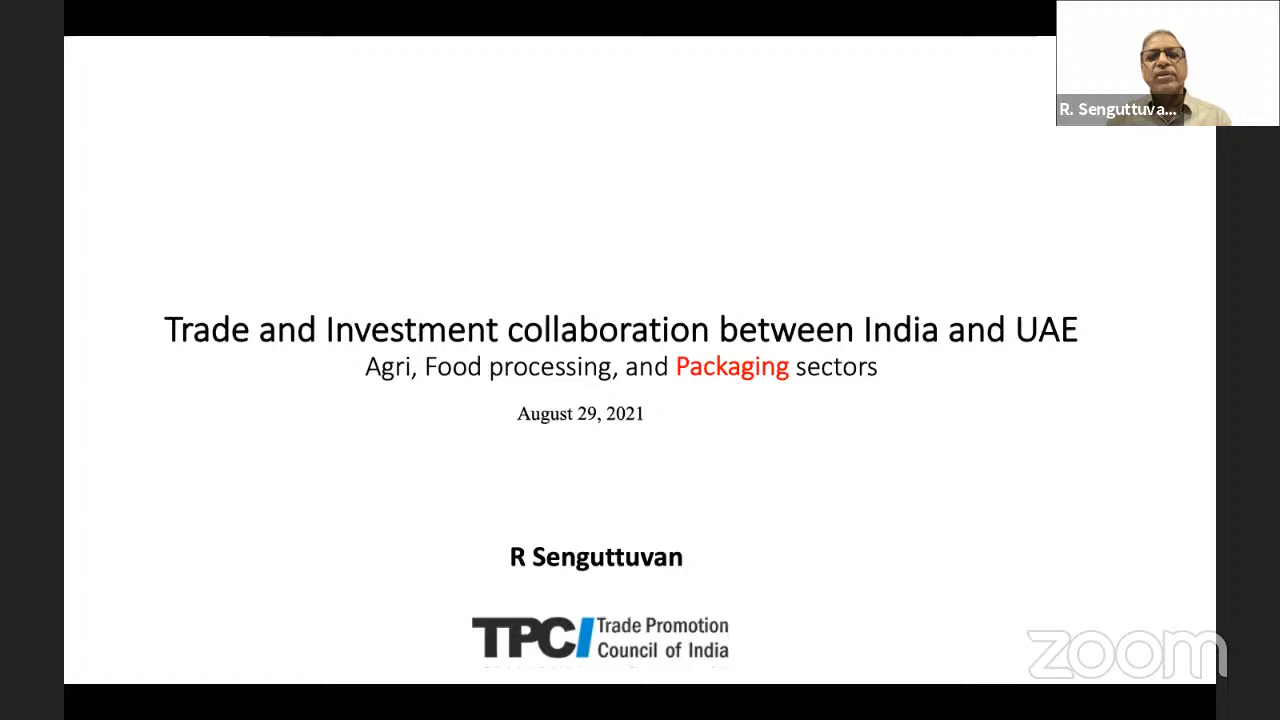 R. Senguttuva...
Trade and Investment collaboration between India and UAE
Agri, Food processing, and Packaging sectors
August 29, 2021
R Senguttuvan
TPCI Trade Promotion
Council of India
zoom